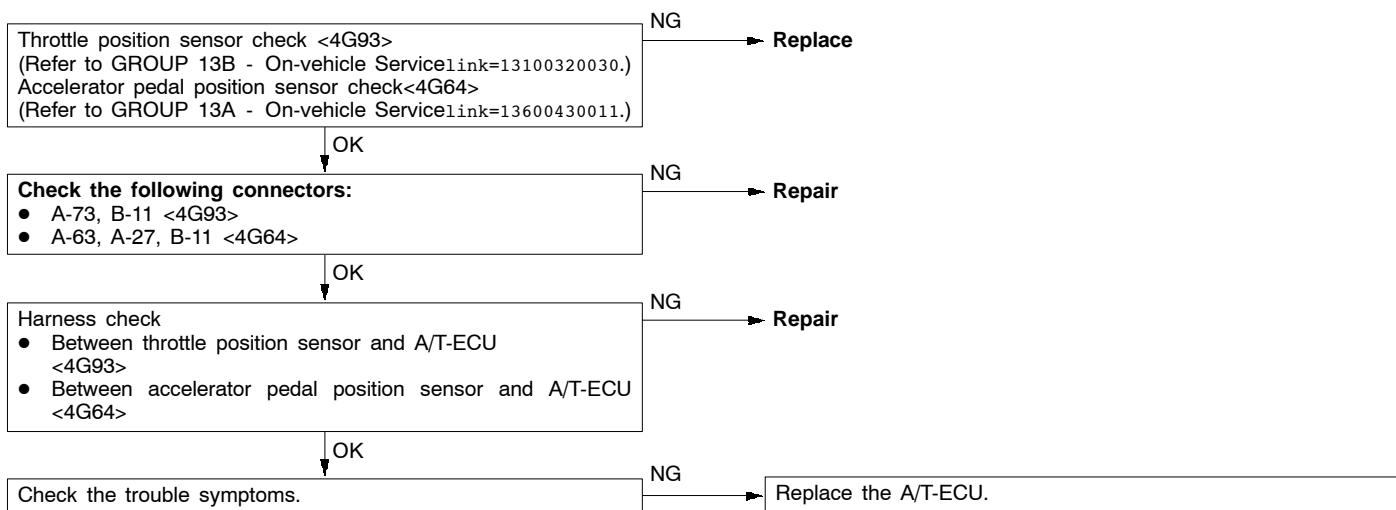 NG
Throttle position sensor check <4G93>
(Refer to GROUP 13B - On-vehicle Servicelink=13100320030.)
Accelerator pedal position sensor check<4G64>
(Refer to GROUP 13A - On-vehicle Servicelink=13600430011.)
Replace
OK
NG
Check the following connectors:
● A-73, B-11 <4G93>
● A-63, A-27, B-11 <4G64>
Repair
OK
NG
Harness check
● Between throttle position sensor and A/T-ECU
<4G93>
● Between accelerator pedal position sensor and A/T-ECU
<4G64>
Repair
OK
NG
Check the trouble symptoms.
Replace the A/T-ECU.